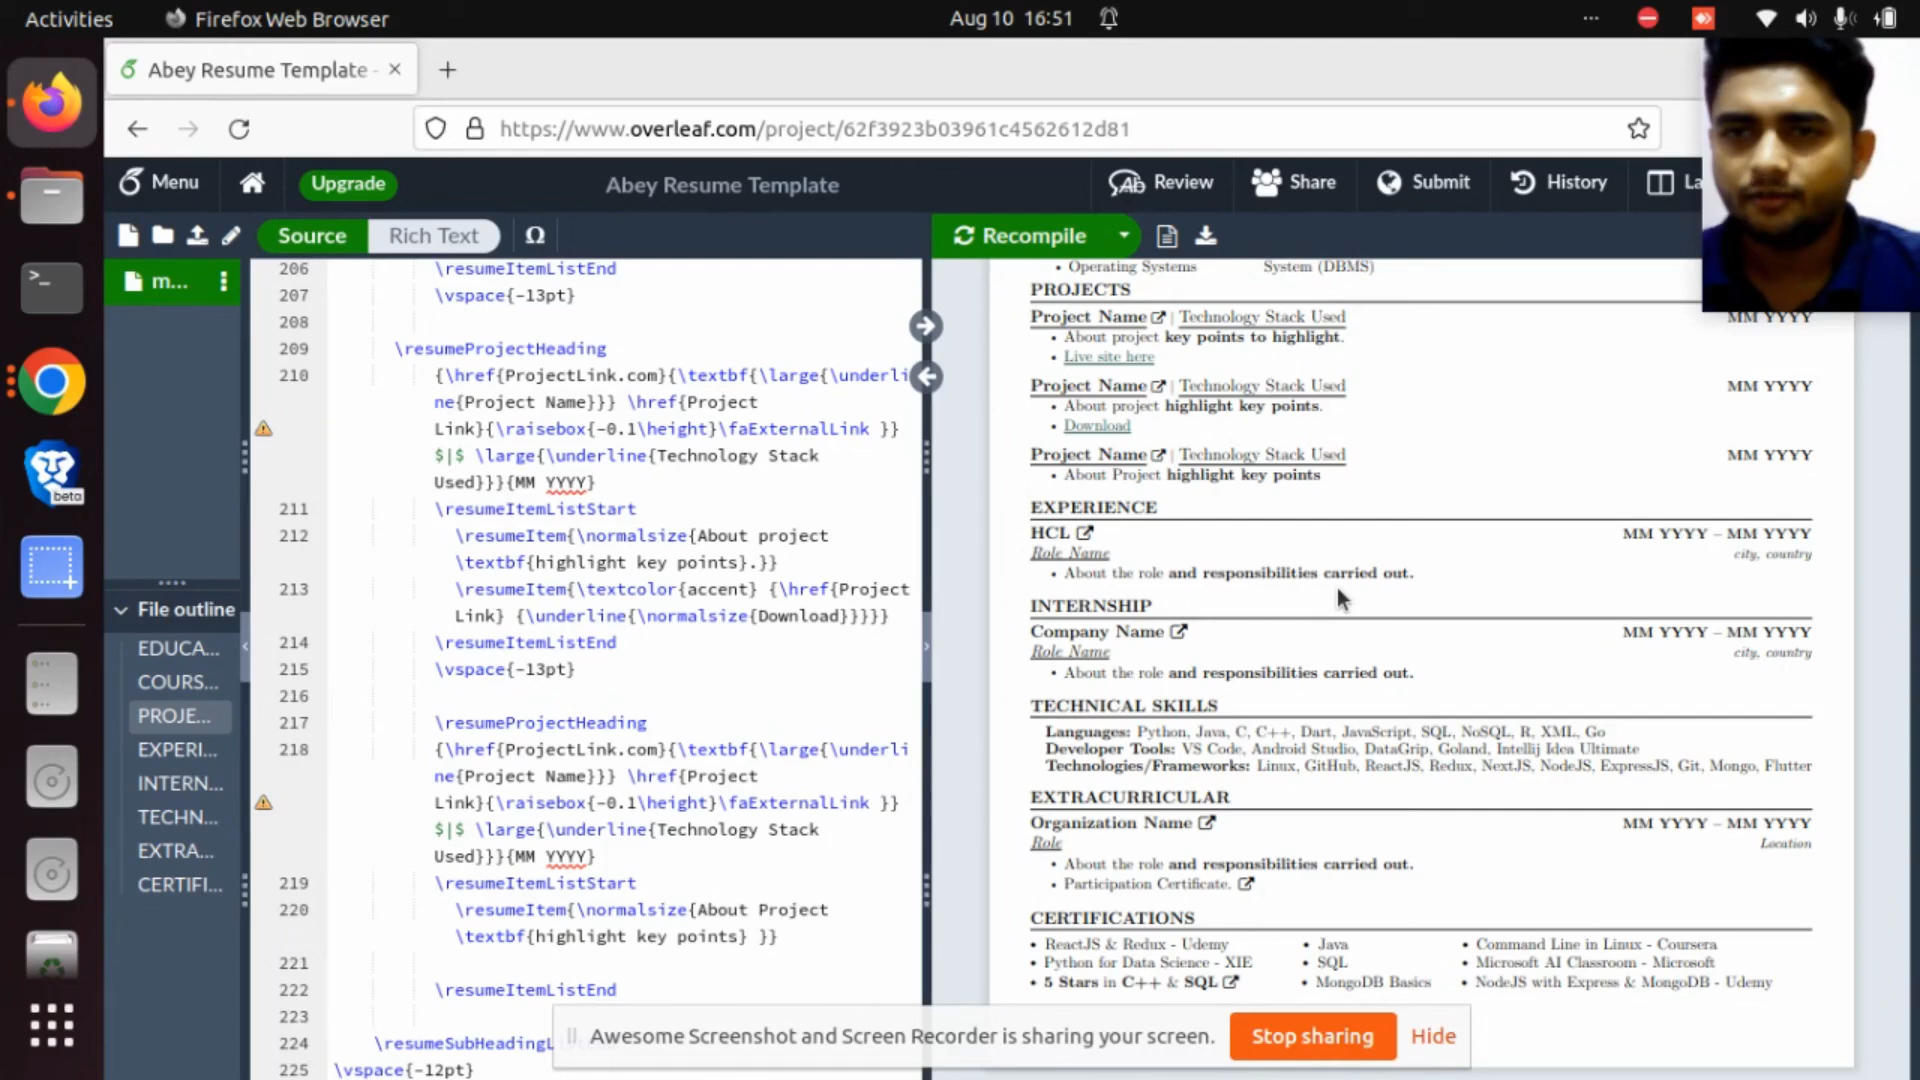 Activities
Firefox Web Browser
Aug 10 16:51
Abey Resume Template -
https://www.overleaf.com/project/62f3923b03961c4562612d81
Menu
Upgrade
Abey Resume Template
Review
Share
Submit
History
La
Source
Rich Text
Ω
Recompile
m...
File outline
EDUCA...
COURS...
PROJE...
EXPERI...
INTERN...
TECHN...
EXTRA...
CERTIFI...
beta
206 \resumeItemListEnd
207 \vspace{-13pt}
208
209 \resumeProjectHeading
210 {\href{ProjectLink.com}{\textbf{\large{\underli
ne{Project Name}}} \href{Project
Link}{\raisebox{-0.1\height}\faExternalLink }}
$|$ \large{\underline{Technology Stack
Used}}}{MM YYYY}
211 \resumeItemListStart
212 \resumeItem{\normalsize{About project
\textbf{highlight key points}.}}
213 \resumeItem{\textcolor{accent} {\href{Project
Link} {\underline{\normalsize{Download}}}}}
214 \resumeItemListEnd
215 \vspace{-13pt}
216
217 \resumeProjectHeading
218 {\href{ProjectLink.com}{\textbf{\large{\underli
ne{Project Name}}} \href{Project
Link}{\raisebox{-0.1\height}\faExternalLink }}
$|$ \large{\underline{Technology Stack
Used}}}{MM YYYY}
219 \resumeItemListStart
220 \resumeItem{\normalsize{About Project
\textbf{highlight key points} }}
221
222 \resumeItemListEnd
223
224 \resumeSubHeadingL
225 \vspace{-12pt}
• Operating Systems System (DBMS)
PROJECTS
Project Name | Technology Stack Used MM YYYY
• About project key points to highlight.
• Live site here
Project Name | Technology Stack Used MM YYYY
• About project highlight key points.
• Download
Project Name | Technology Stack Used MM YYYY
• About Project highlight key points
EXPERIENCE
HCL MM YYYY – MM YYYY
Role Name city, country
• About the role and responsibilities carried out.
INTERNSHIP
Company Name MM YYYY – MM YYYY
Role Name city, country
• About the role and responsibilities carried out.
TECHNICAL SKILLS
Languages: Python, Java, C, C++, Dart, JavaScript, SQL, NoSQL, R, XML, Go
Developer Tools: VS Code, Android Studio, DataGrip, Goland, Intellij Idea Ultimate
Technologies/Frameworks: Linux, GitHub, ReactJS, Redux, NextJS, NodeJS, ExpressJS, Git, Mongo, Flutter
EXTRACURRICULAR
Organization Name MM YYYY – MM YYYY
Role Location
• About the role and responsibilities carried out.
• Participation Certificate.
CERTIFICATIONS
• ReactJS & Redux - Udemy • Java • Command Line in Linux - Coursera
• Python for Data Science - XIE • SQL • Microsoft AI Classroom - Microsoft
• 5 Stars in C++ & SQL • MongoDB Basics • NodeJS with Express & MongoDB - Udemy
Awesome Screenshot and Screen Recorder is sharing your screen.
Stop sharing
Hide